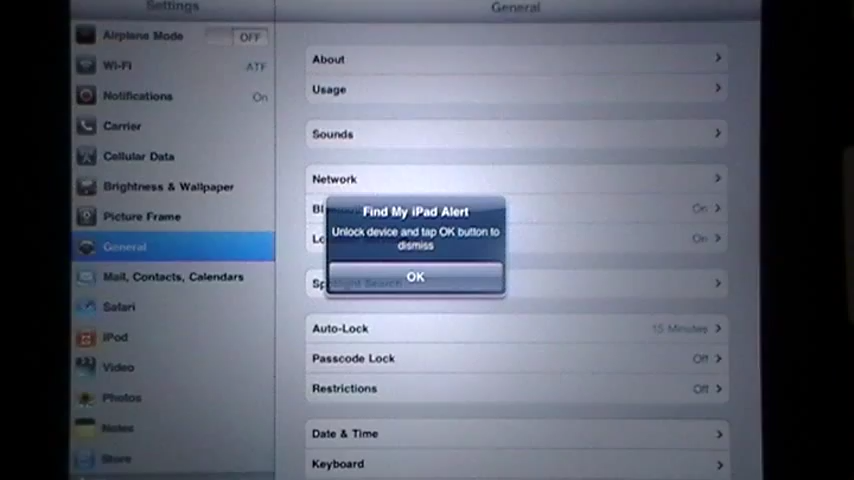 Settings
General
Airplane Mode OFF
Wi-Fi ATF
Notifications On
Carrier
Cellular Data
Brightness & Wallpaper
Picture Frame
General
Mail, Contacts, Calendars
Safari
iPod
Video
Photos
Notes
Store
About
Usage
Sounds
Network
On
On
Spotlight Search
Auto-Lock 15 Minutes
Passcode Lock Off
Restrictions Off
Date & Time
Keyboard
Find My iPad Alert
Unlock device and tap OK button to
dismiss
OK